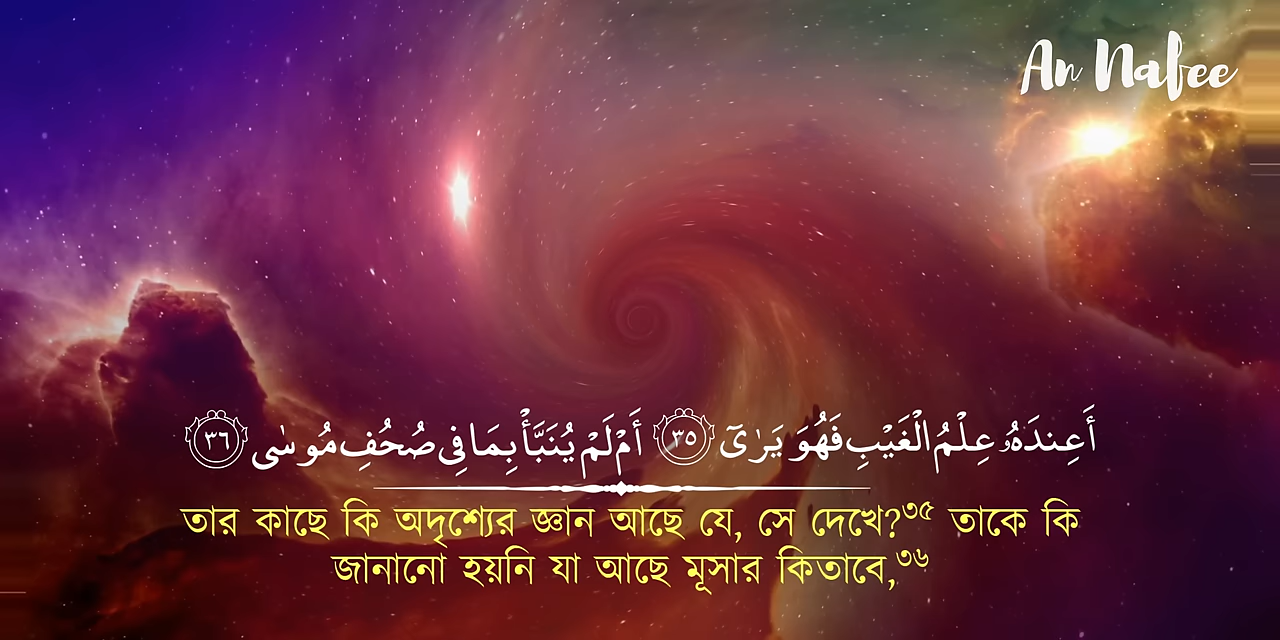 An Nafee
أَعِندَهُۥ عِلْمُ ٱلْغَيْبِ فَهُوَ يَرَىٰٓ ٣٥ أَمْ لَمْ يُنَبَّأْ بِمَا فِى صُحُفِ مُوسَىٰ ٣٦
তার কাছে কি অদৃশ্যের জ্ঞান আছে যে, সে দেখে?৩৫ তাকে কি
জানানো হয়নি যা আছে মূসার কিতাবে,৩৬